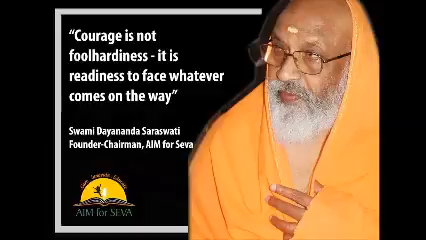 “Courage is not
foolhardiness - it is
readiness to face whatever
comes on the way”
Swami Dayananda Saraswati
Founder-Chairman, AIM for Seva
AIM for SEVA